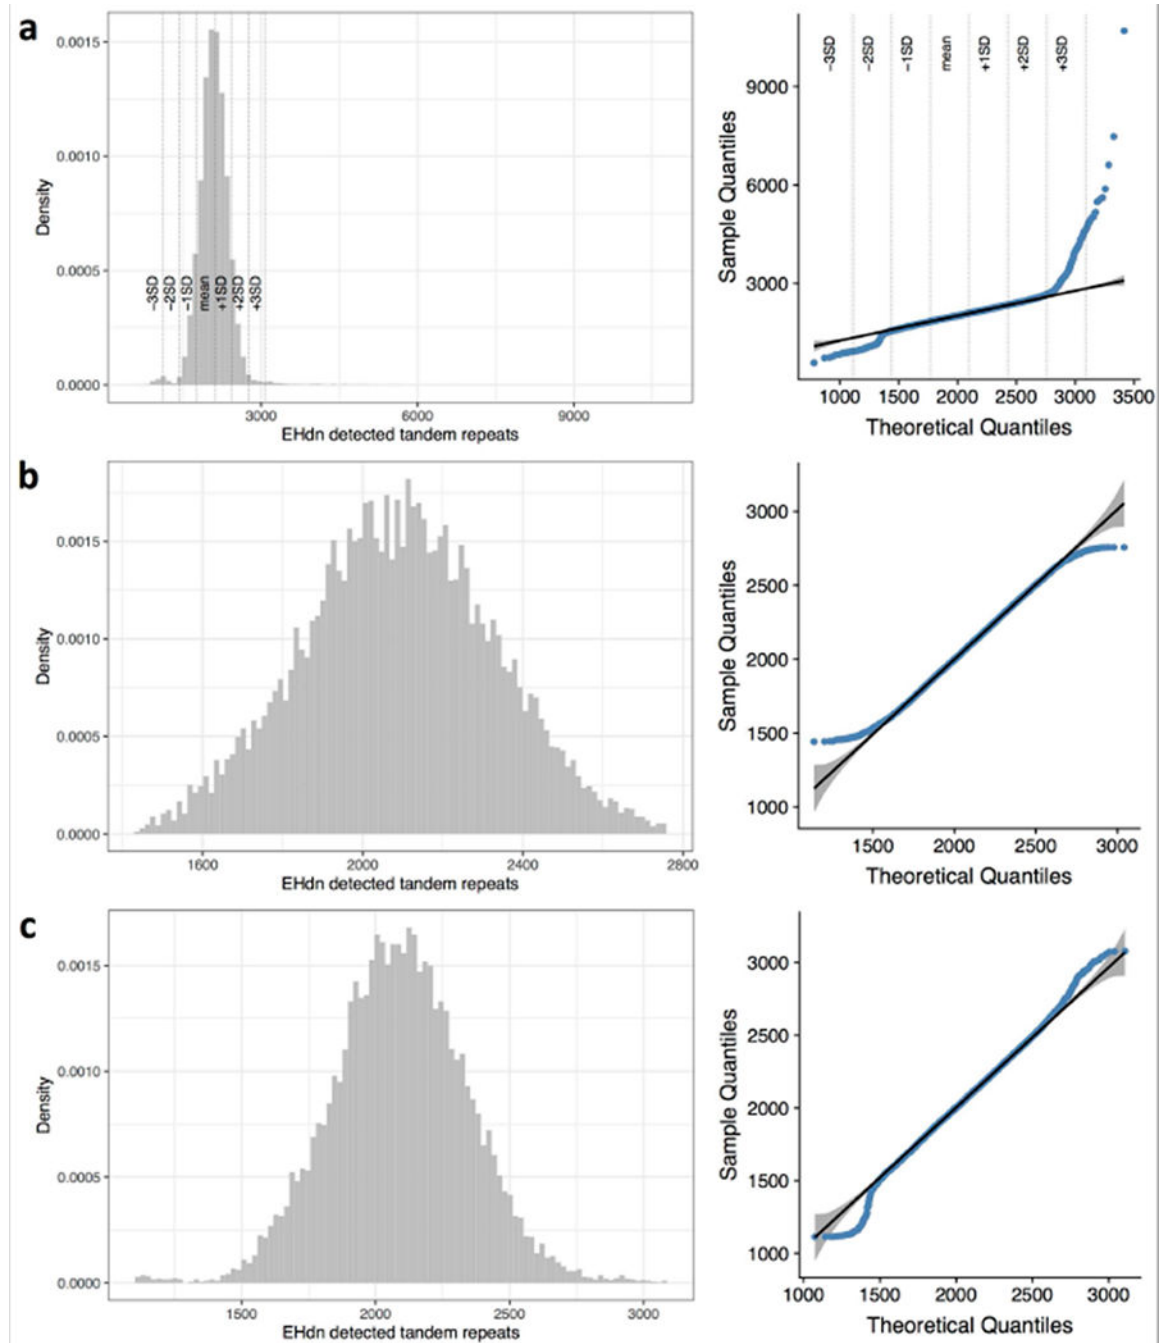 a
0.0015
0.0010
0.0005
0.0000
Density
−3SD
−2SD
−1SD
mean
+1SD
+2SD
+3SD
3000
6000
9000
EHdn detected tandem repeats
−3SD
−2SD
−1SD
mean
+1SD
+2SD
+3SD
9000
6000
3000
Sample Quantiles
1000 1500 2000 2500 3000 3500
Theoretical Quantiles
b
0.0015
0.0010
0.0005
0.0000
Density
1600 2000 2400 2800
EHdn detected tandem repeats
3000
2500
2000
1500
1000
Sample Quantiles
1500 2000 2500 3000
Theoretical Quantiles
c
0.0015
0.0010
0.0005
0.0000
Density
1500 2000 2500 3000
EHdn detected tandem repeats
3000
2500
2000
1500
1000
Sample Quantiles
1000 1500 2000 2500 3000
Theoretical Quantiles